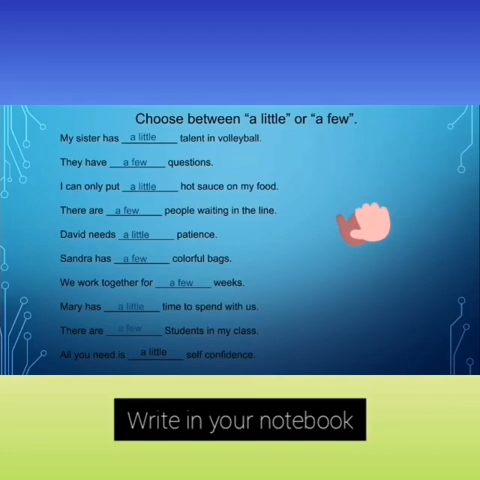 Choose between “a little” or “a few”.
My sister has a little talent in volleyball.
They have a few questions.
I can only put a little hot sauce on my food.
There are a few people waiting in the line.
David needs a little patience.
Sandra has a few colorful bags.
We work together for a few weeks.
Mary has a little time to spend with us.
There are a few Students in my class.
All you need is a little self confidence.
Write in your notebook